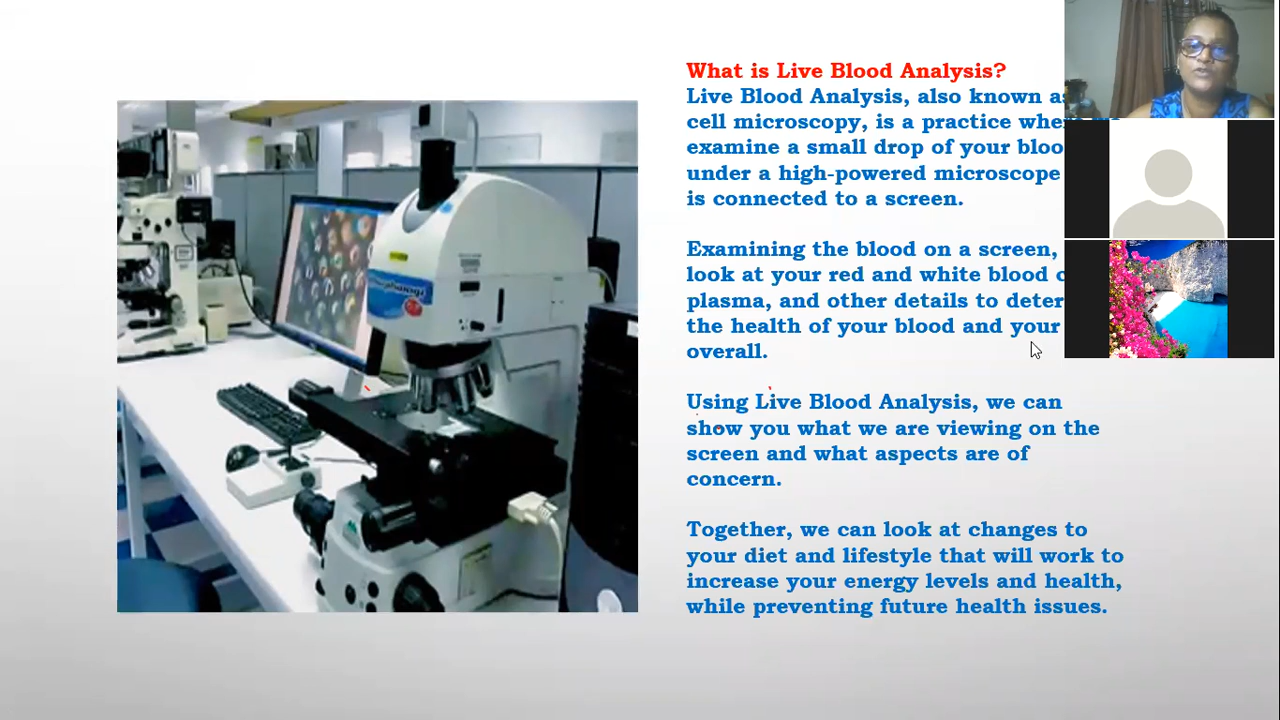 What is Live Blood Analysis?
Live Blood Analysis, also known as
cell microscopy, is a practice where
examine a small drop of your
under a high-powered microscope
is connected to a screen.
Examining the blood on a screen,
look at your red and white blood
plasma, and other details to
the health of your blood and your
overall.
Using Live Blood Analysis, we can
show you what we are viewing on the
screen and what aspects are of
concern.
Together, we can look at changes to
your diet and lifestyle that will work to
increase your energy levels and health,
while preventing future health issues.